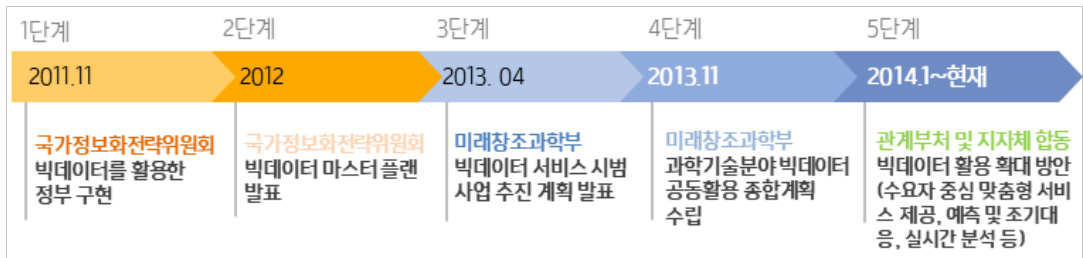 1단계
2단계
3단계
4단계
5단계
2011.11
2012
2013. 04
2013.11
2014.1~현재
국가정보화전략위원회
빅데이터를 활용한
정부 구현
국가정보화전략위원회
빅데이터 마스터 플랜
발표
미래창조과학부
빅데이터 서비스 시범
사업 추진 계획 발표
미래창조과학부
과학기술분야 빅데이터
공동활용 종합계획
수립
관계부처 및 지자체 합동
빅데이터 활용 확대 방안
(수요자 중심 맞춤형 서비
스 제공, 예측 및 조기대
응, 실시간 분석 등)